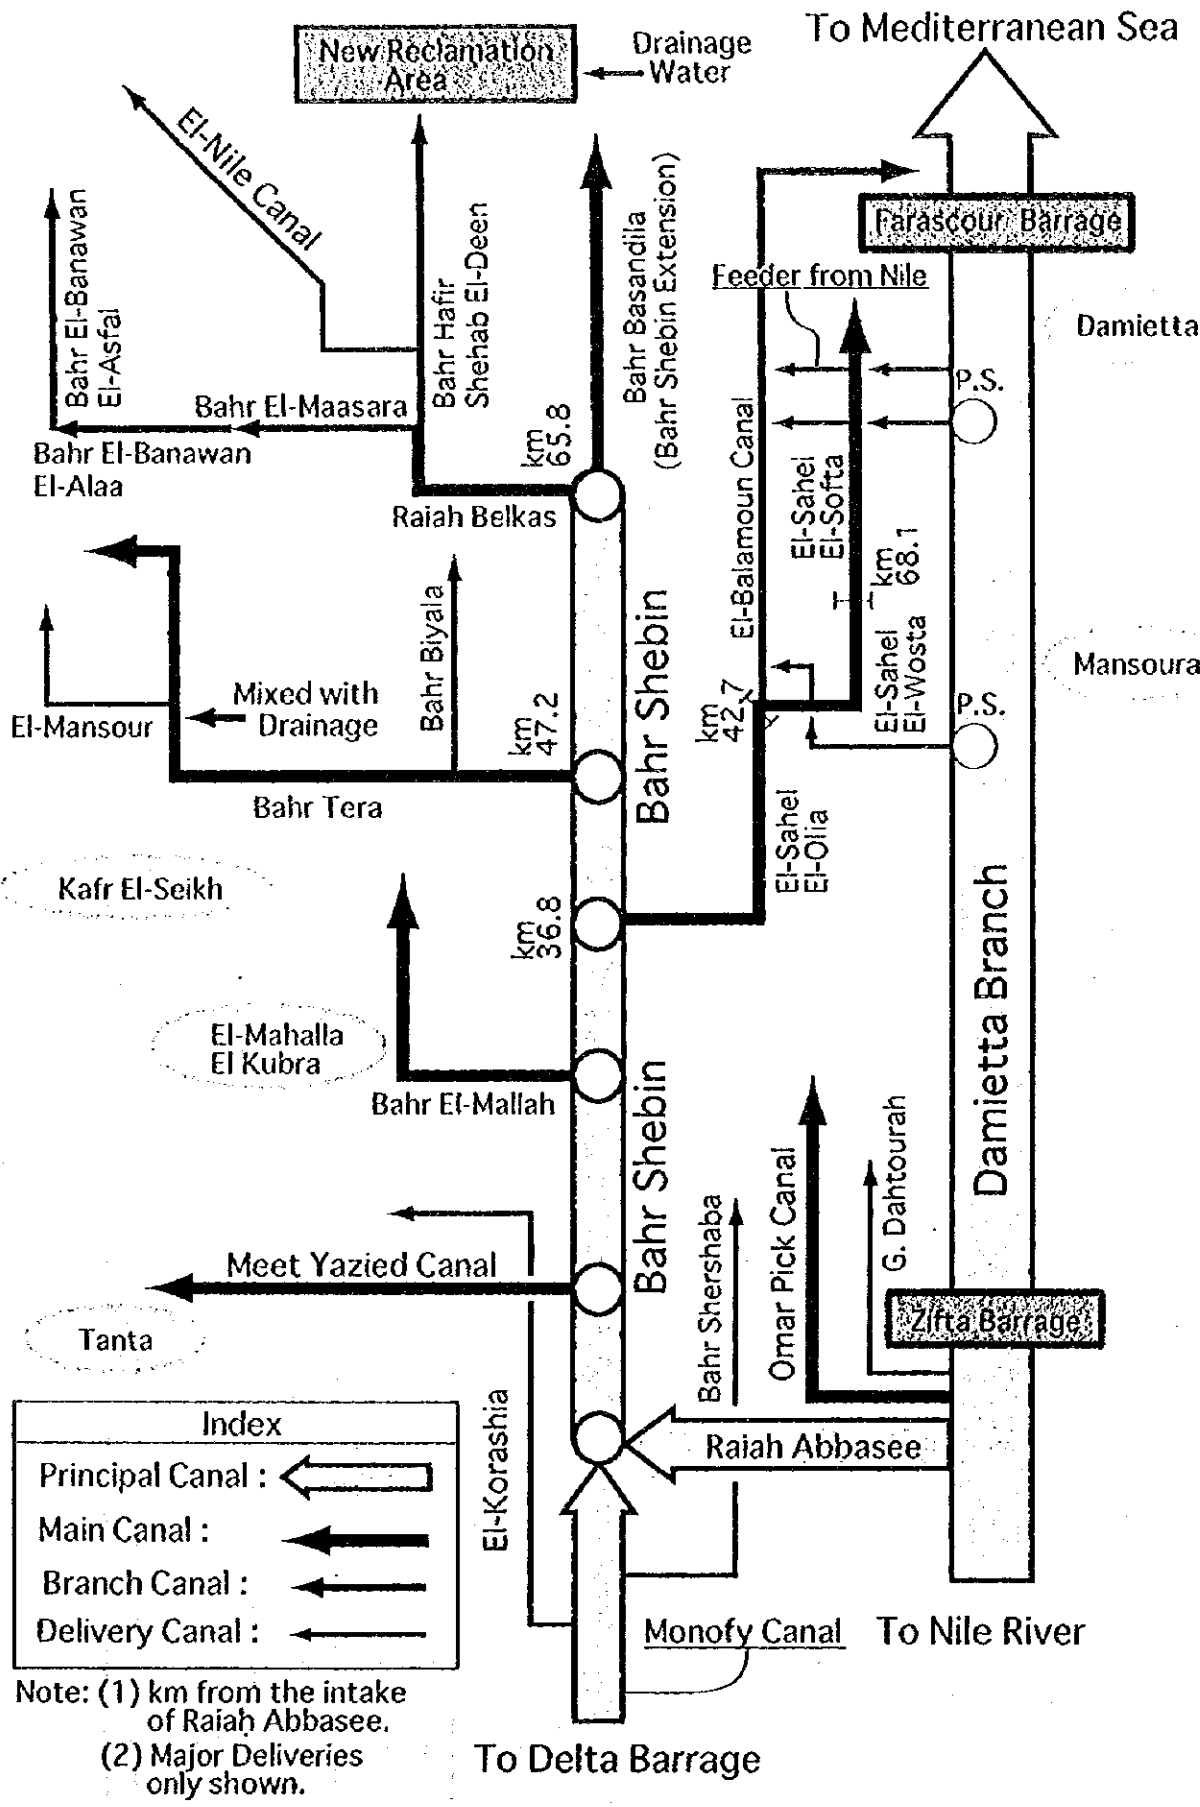 To Mediterranean Sea
New Reclamation
Area
Drainage
Water
El-Nile Canal
Bahr El-Banawan
El-Asfal
Bahr Hafir
Shehab El-Deen
Bahr Basandila
(Bahr Shebin Extension)
Farascour Barrage
Feeder from Nile
Damietta
P.S.
Bahr El-Maasara
Bahr El-Banawan
El-Alaa
km
65.8
Raiah Belkas
El-Balamoun Canal
El-Sahel
El-Softa
km
68.1
Bahr Biyala
Bahr Shebin
El-Sahel
El-Wosta
Mansoura
P.S.
Mixed with
Drainage
El-Mansour
km
47.2
km
42.7
Bahr Tera
El-Sahel
El-Olia
Kafr El-Seikh
km
36.8
Damietta Branch
El-Mahalla
El Kubra
Bahr El-Mallah
Bahr Shebin
Omar Pick Canal
G. Dahtourah
Bahr Shershaba
Meet Yazied Canal
Tanta
Zifta Barrage
El-Korashia
Raiah Abbasee
Index
Principal Canal :
Main Canal :
Branch Canal :
Delivery Canal :
Monofy Canal
To Nile River
Note: (1) km from the intake
of Raiah Abbasee.
(2) Major Deliveries
only shown.
To Delta Barrage